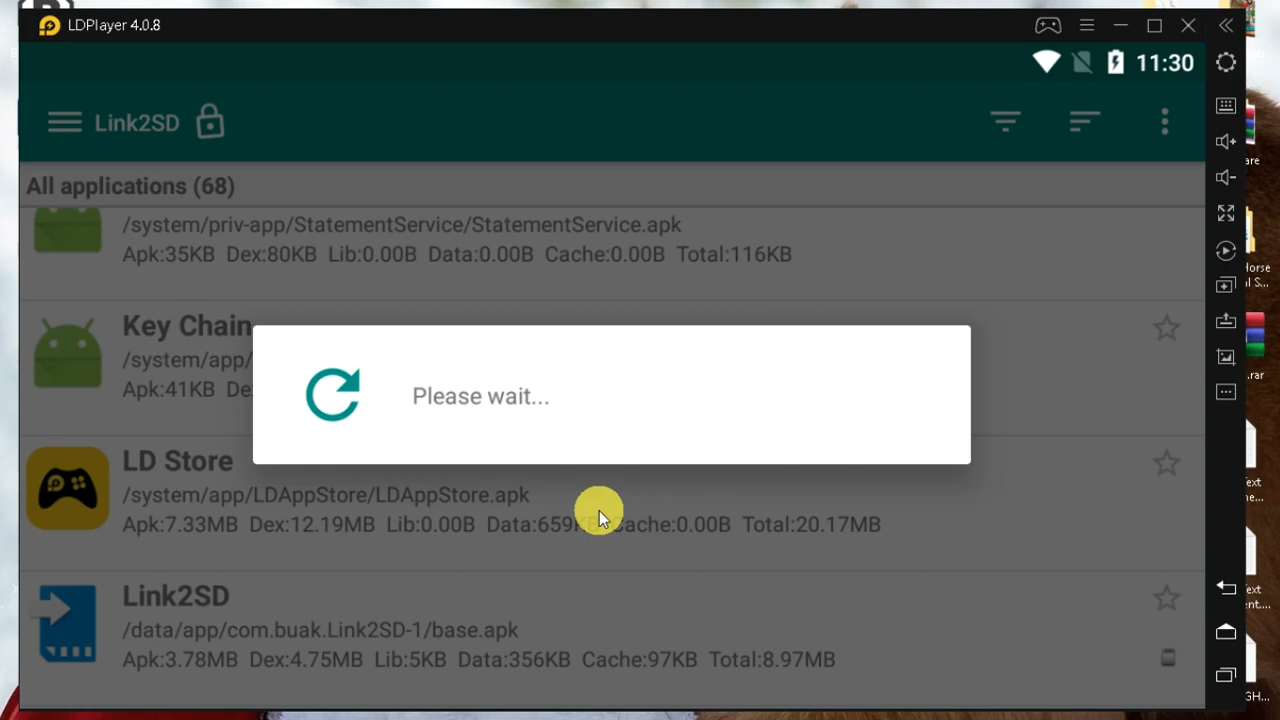 LDPlayer 4.0.8
11:30
Link2SD
All applications (68)
/system/priv-app/StatementService/StatementService.apk
Apk:35KB Dex:80KB Lib:0.00B Data:0.00B Cache:0.00B Total:116KB
Key Chain
/system/app/
Apk:41KB
Please wait...
LD Store
/system/app/LDAppStore/LDAppStore.apk
Apk:7.33MB Dex:12.19MB Lib:0.00B Data:659KB Cache:0.00B Total:20.17MB
Link2SD
/data/app/com.buak.Link2SD-1/base.apk
Apk:3.78MB Dex:4.75MB Lib:5KB Data:356KB Cache:97KB Total:8.97MB
.rar